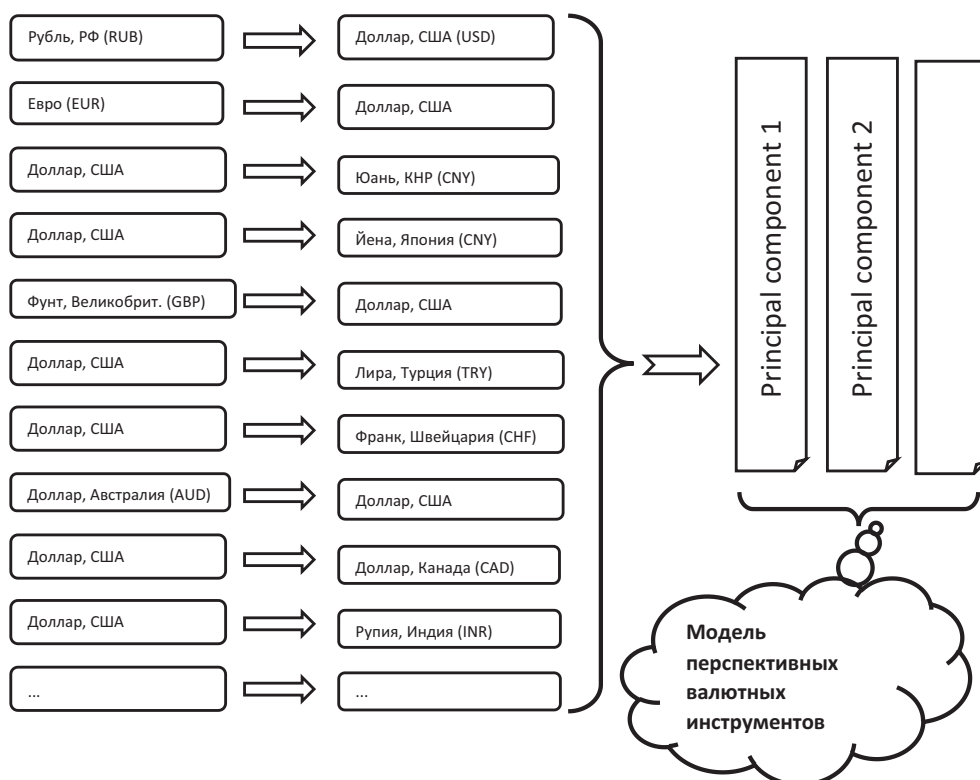 Рубль, РФ (RUB)
Доллар, США (USD)
Евро (EUR)
Доллар, США
Доллар, США
Юань, КНР (CNY)
Доллар, США
Йена, Япония (CNY)
Фунт, Великобрит. (GBP)
Доллар, США
Доллар, США
Лира, Турция (TRY)
Доллар, США
Франк, Швейцария (CHF)
Доллар, Австралия (AUD)
Доллар, США
Доллар, США
Доллар, Канада (CAD)
Доллар, США
Рупия, Индия (INR)
...
...
Principal component 1
Principal component 2
Модель
перспективных
валютных
инструментов